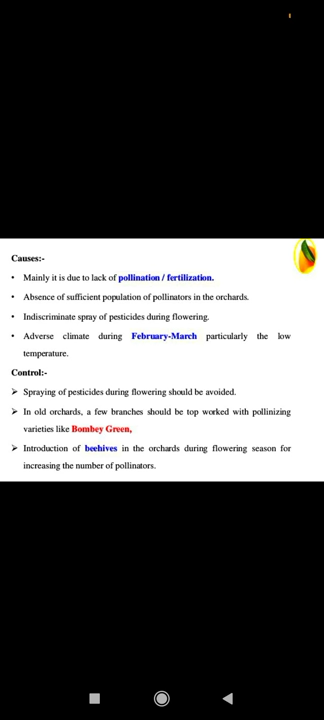 Causes:-
• Mainly it is due to lack of pollination / fertilization.
• Absence of sufficient population of pollinators in the orchards.
• Indiscriminate spray of pesticides during flowering.
• Adverse climate during February-March particularly the low
temperature.
Control:-
➢ Spraying of pesticides during flowering should be avoided.
➢ In old orchards, a few branches should be top worked with pollinizing
varieties like Bombey Green,
➢ Introduction of beehives in the orchards during flowering season for
increasing the number of pollinators.